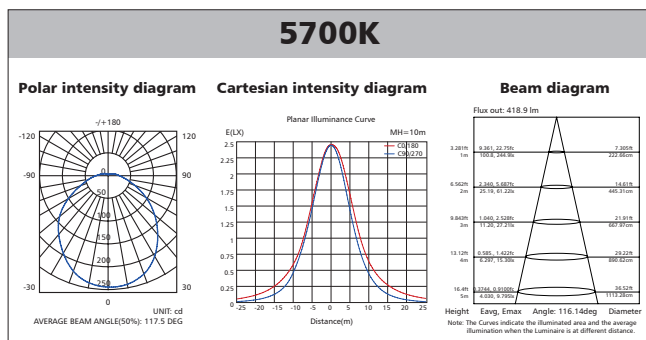 5700K
Polar intensity diagram
Cartesian intensity diagram
Beam diagram
-/+180
-120
120
-90
90
0
50
100
150
200
250
-30
30
0
UNIT: cd
AVERAGE BEAM ANGLE(50%): 117.5 DEG
Planar Illuminance Curve
E(LX)
MH=10m
C0/180
C90/270
2.5
2.25
2
1.75
1.5
1.25
1
0.75
0.5
0.25
0
-25 -20 -15 -10 -5 0 5 10 15 20 25
Distance(m)
Flux out: 418.9 lm
3.281ft 9.361, 22.75fc 7.305ft
1m 100.8, 244.9lx 222.66cm
6.562ft 2.340, 5.687fc 14.61ft
2m 25.19, 61.22lx 445.31cm
9.843ft 1.040, 2.528fc 21.91ft
3m 11.20, 27.21lx 667.97cm
13.12ft 0.585, 1.422fc 29.22ft
4m 6.297, 15.30lx 890.62cm
16.4ft 0.3744, 0.9100fc 36.52ft
5m 4.030, 9.795lx 1113.28cm
Height Eavg, Emax Angle: 116.14deg Diameter
Note: The Curves indicate the illuminated area and the average
illumination when the Luminaire is at different distance.